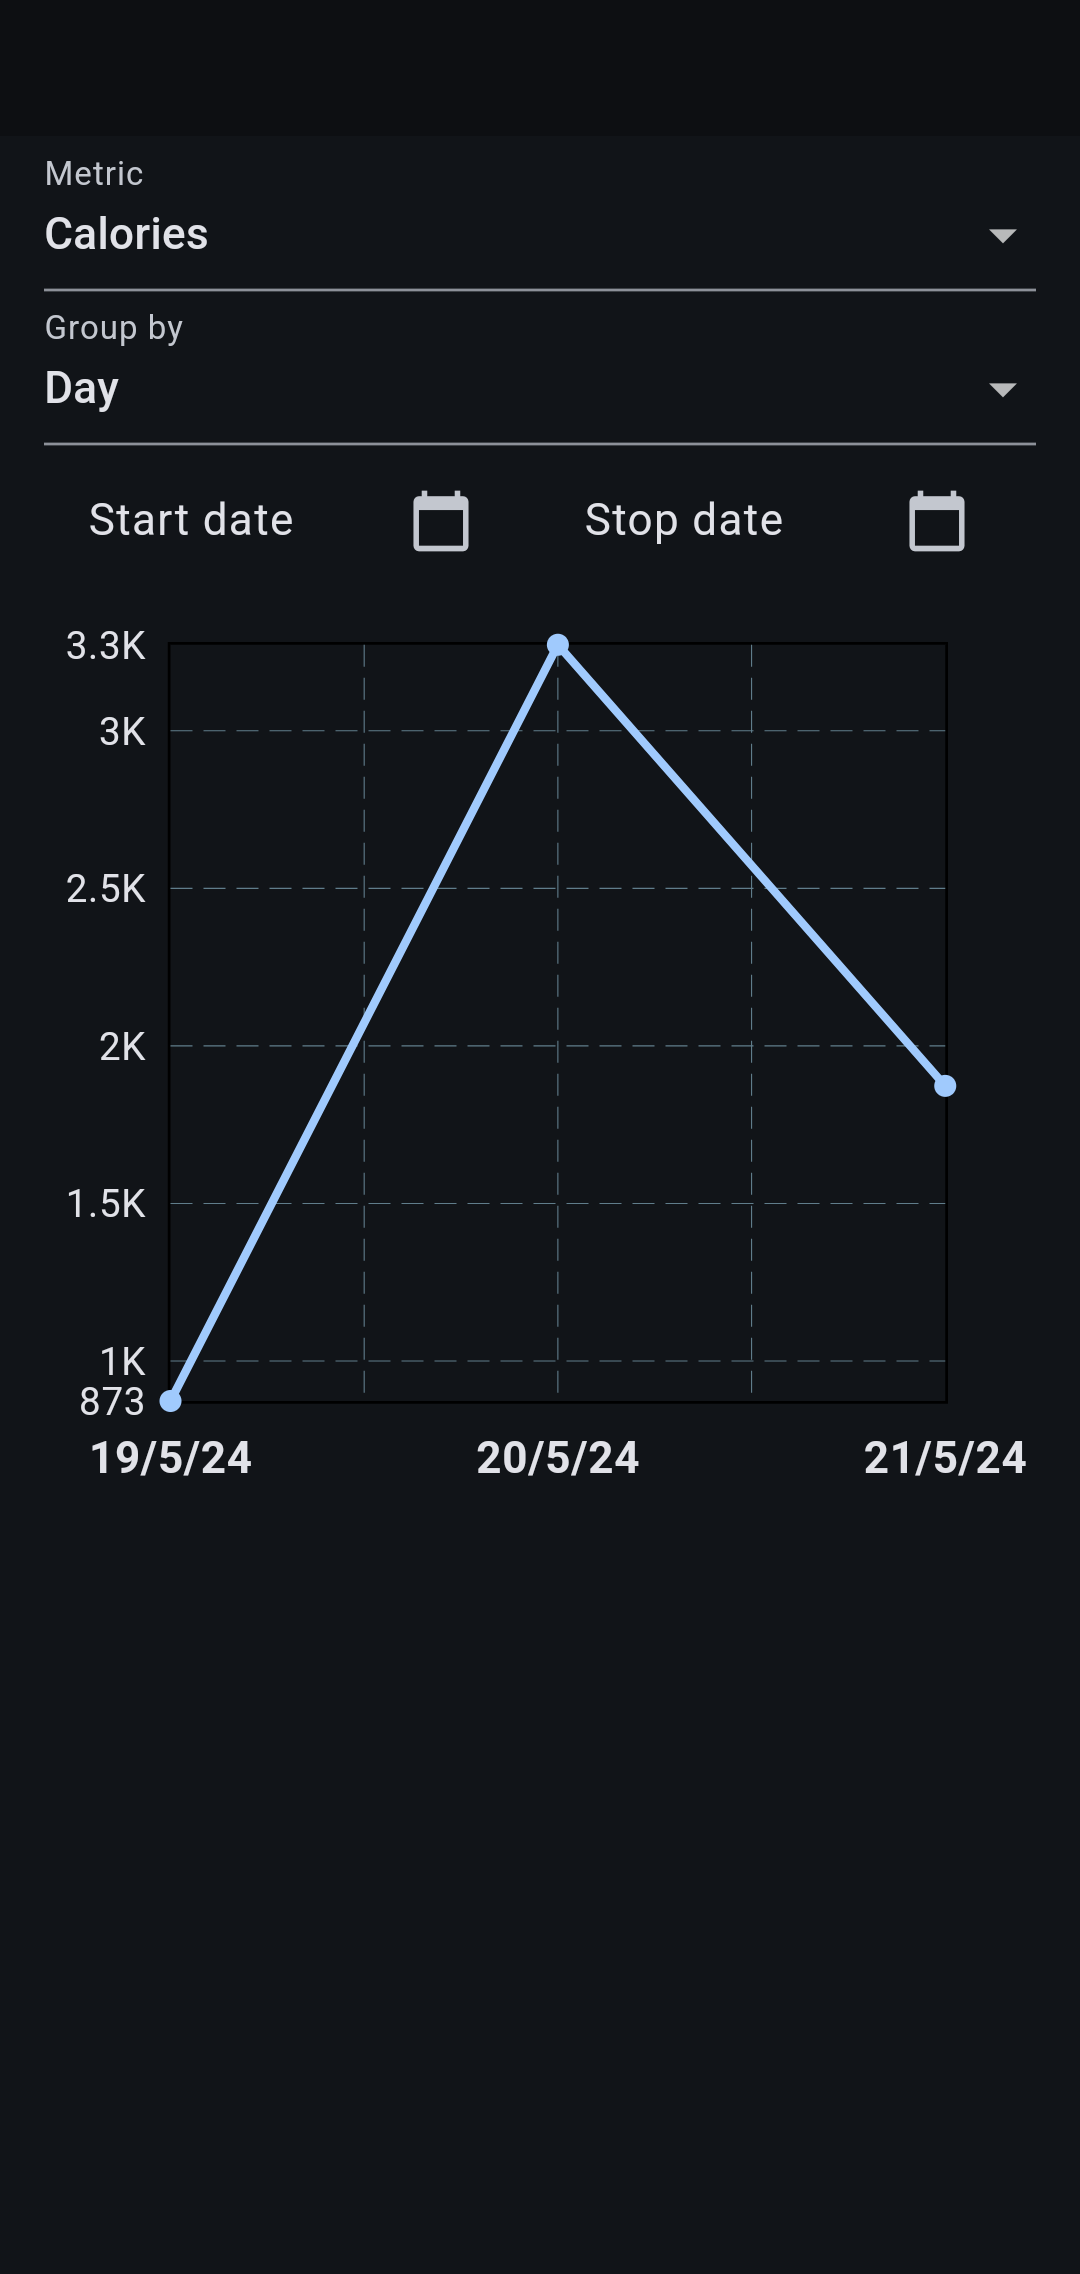 Metric
Calories
Group by
Day
Start date
Stop date
3.3K
3K
2.5K
2K
1.5K
1K
873
19/5/24
20/5/24
21/5/24